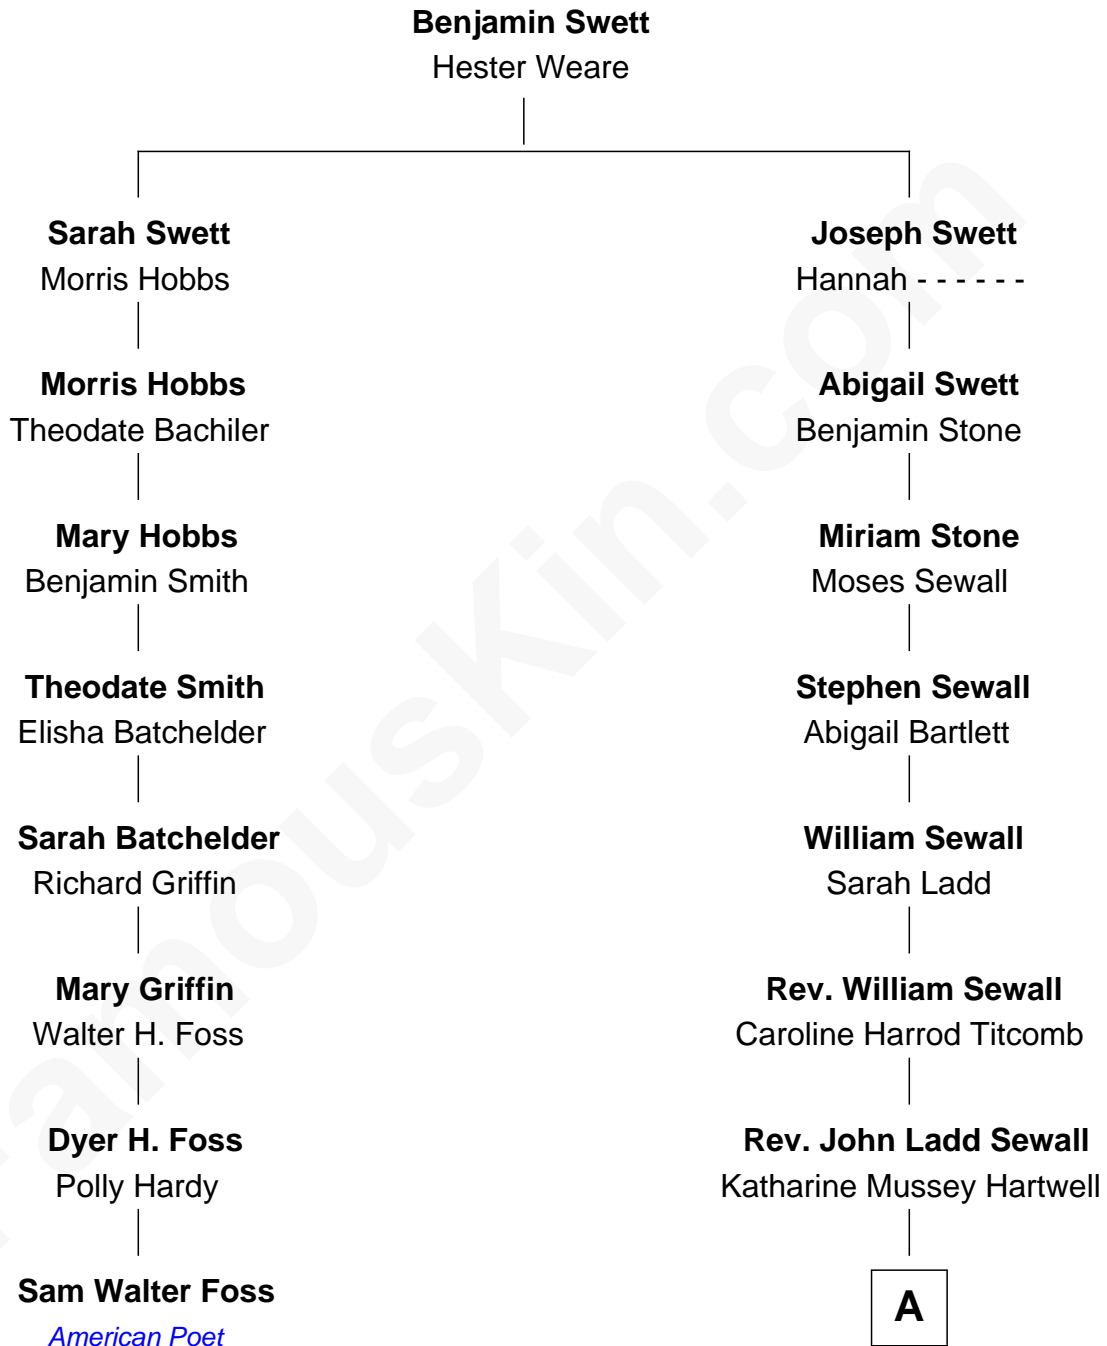 Benjamin Swett
Hester Weare
Sarah Swett
Morris Hobbs
Morris Hobbs
Theodate Bachiler
Mary Hobbs
Benjamin Smith
Theodate Smith
Elisha Batchelder
Sarah Batchelder
Richard Griffin
Mary Griffin
Walter H. Foss
Dyer H. Foss
Polly Hardy
Sam Walter Foss
American Poet
Joseph Swett
Hannah - - - - - -
Abigail Swett
Benjamin Stone
Miriam Stone
Moses Sewall
Stephen Sewall
Abigail Bartlett
William Sewall
Sarah Ladd
Rev. William Sewall
Caroline Harrod Titcomb
Rev. John Ladd Sewall
Katharine Mussey Hartwell
A
FamousKin.com